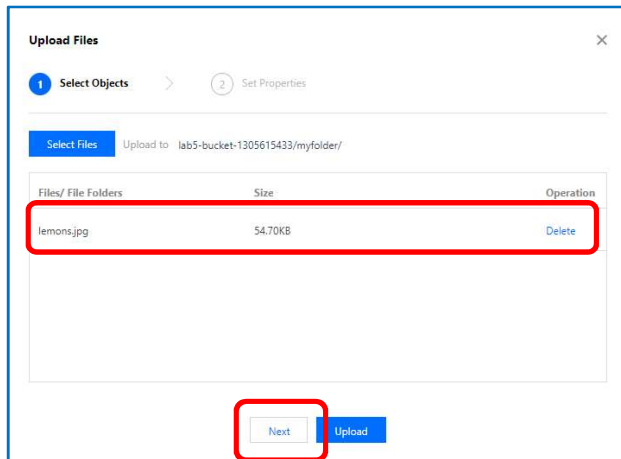 Upload Files
1 Select Objects 2 Set Properties
Select Files Upload to lab5-bucket-1305615433/myfolder/
Files/ File Folders Size Operation
lemons.jpg 54.70KB Delete
Next Upload